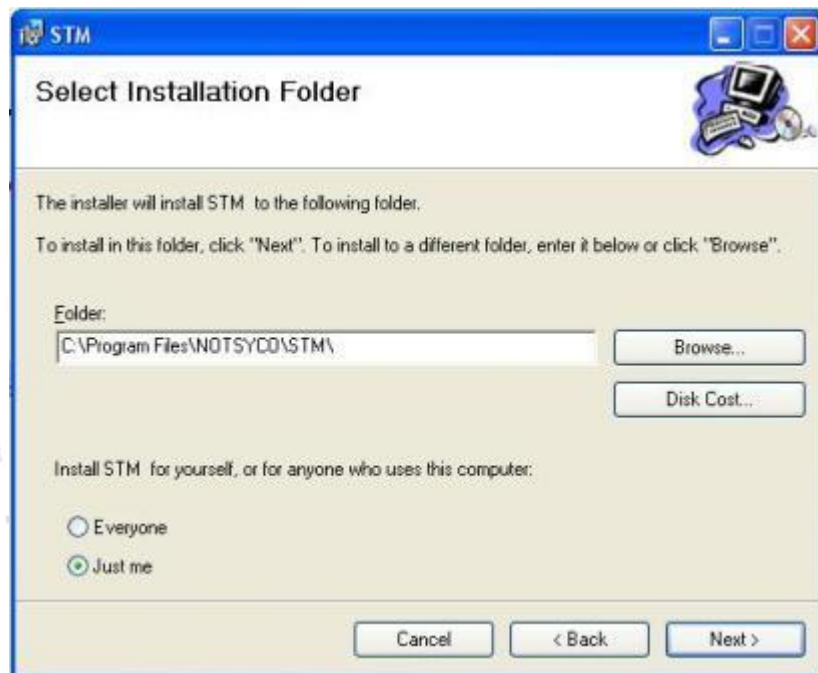 STM
Select Installation Folder
The installer will install STM to the following folder.
To install in this folder, click "Next". To install to a different folder, enter it below or click "Browse".
Folder:
C:\Program Files\NOTSYCO\STM\
Browse...
Disk Cost...
Install STM for yourself, or for anyone who uses this computer:
Everyone
Just me
Cancel
< Back
Next >